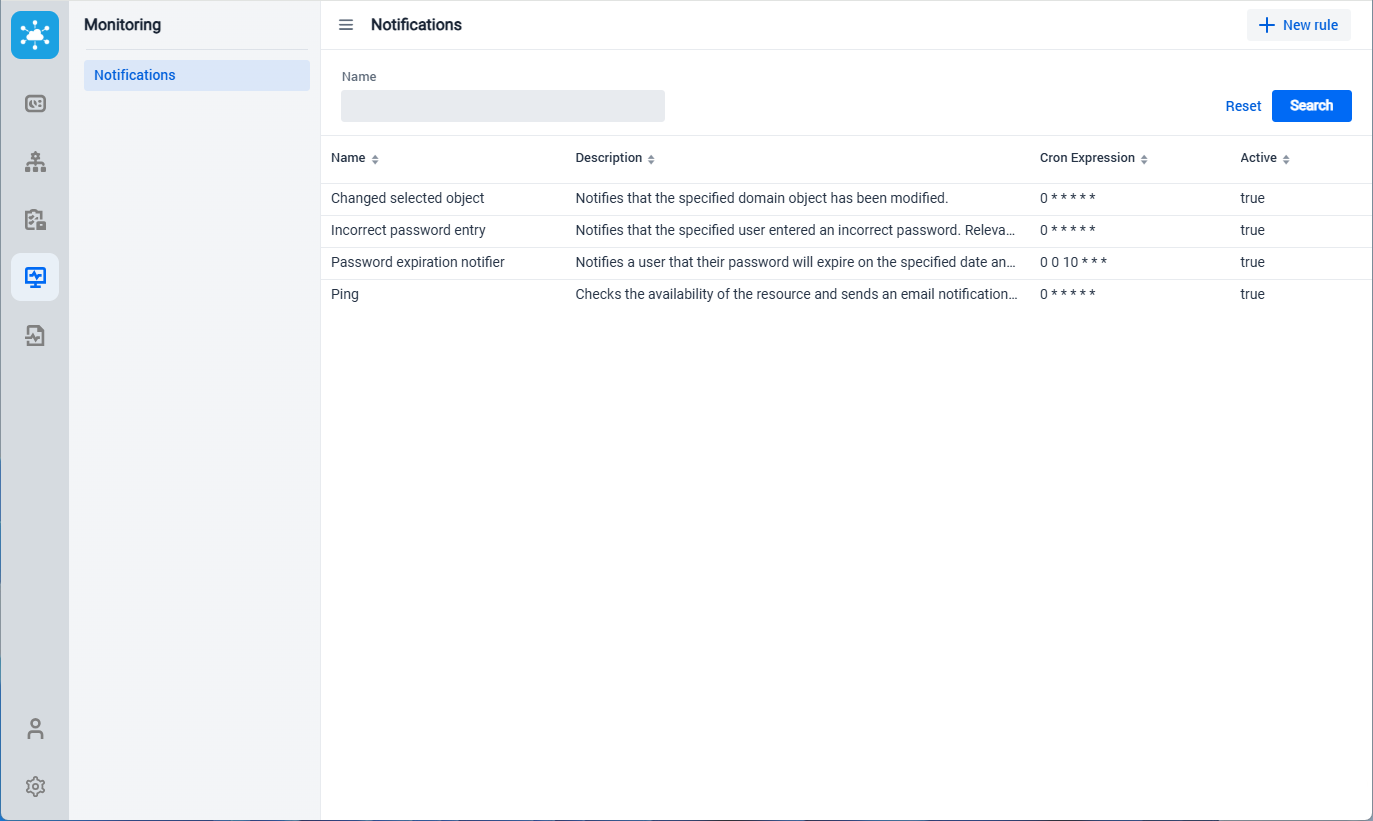 Monitoring
Notifications
Notifications
New rule
Name
Reset
Search
Name Description Cron Expression Active
Changed selected object Notifies that the specified domain object has been modified. 0 * * * * * true
Incorrect password entry Notifies that the specified user entered an incorrect password. Releva... 0 * * * * * true
Password expiration notifier Notifies a user that their password will expire on the specified date an... 0 0 10 * * * true
Ping Checks the availability of the resource and sends an email notification... 0 * * * * * true